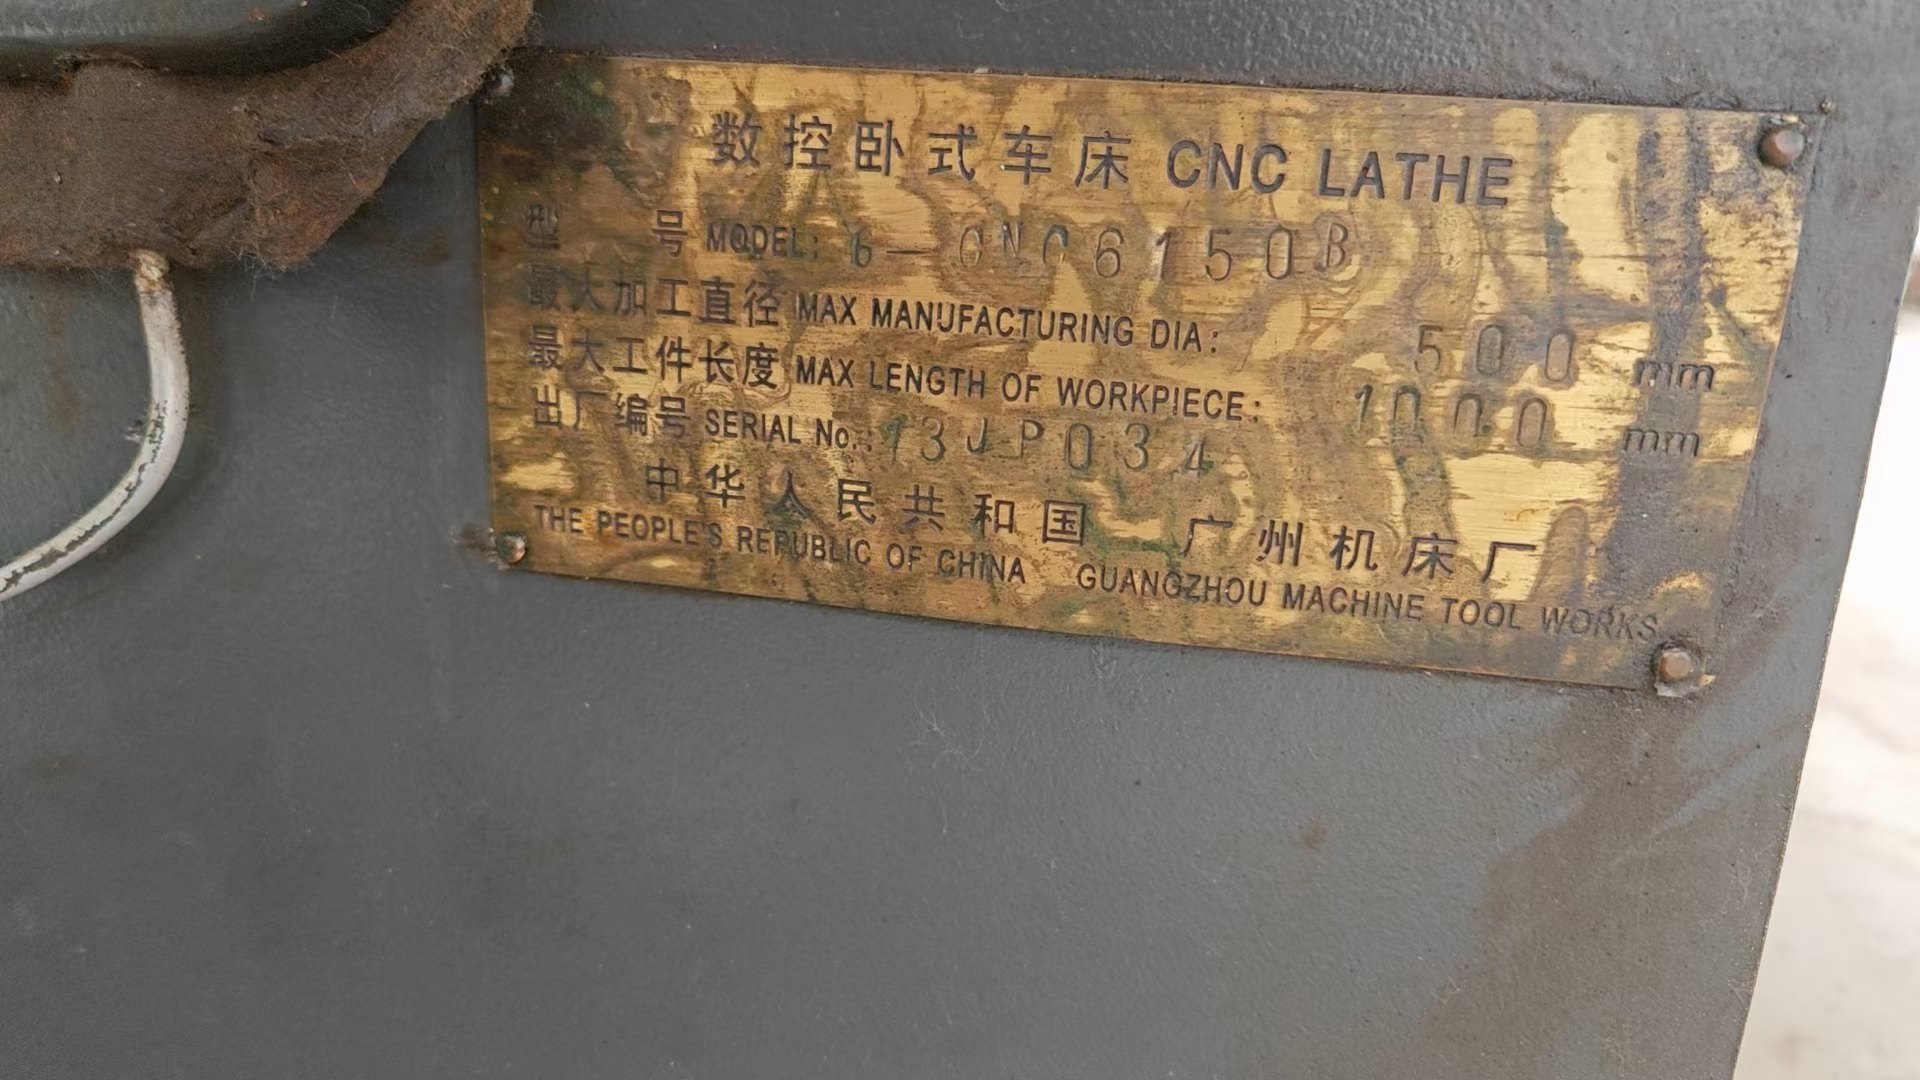 数控卧式车床 CNC LATHE
型 号 MODEL: 6-CNC6150B
最大加工直径 MAX MANUFACTURING DIA: 500 mm
最大工件长度 MAX LENGTH OF WORKPIECE: 1000 mm
出厂编号 SERIAL No.: 13JP034
中华人民共和国 广州机床厂
THE PEOPLE'S REPUBLIC OF CHINA GUANGZHOU MACHINE TOOL WORKS